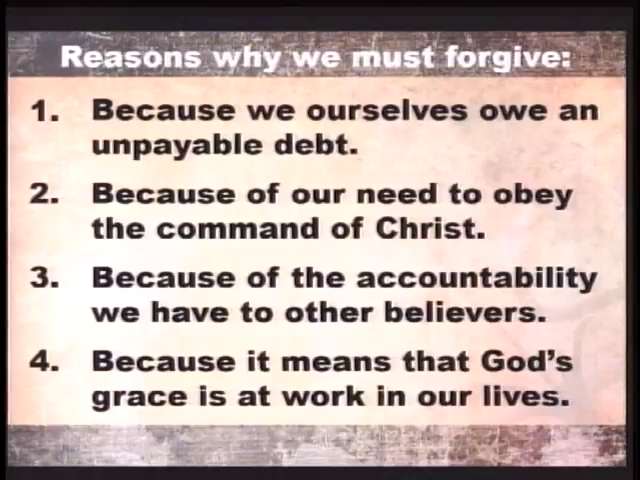 Reasons why we must forgive:
1. Because we ourselves owe an
unpayable debt.
2. Because of our need to obey
the command of Christ.
3. Because of the accountability
we have to other believers.
4. Because it means that God's
grace is at work in our lives.